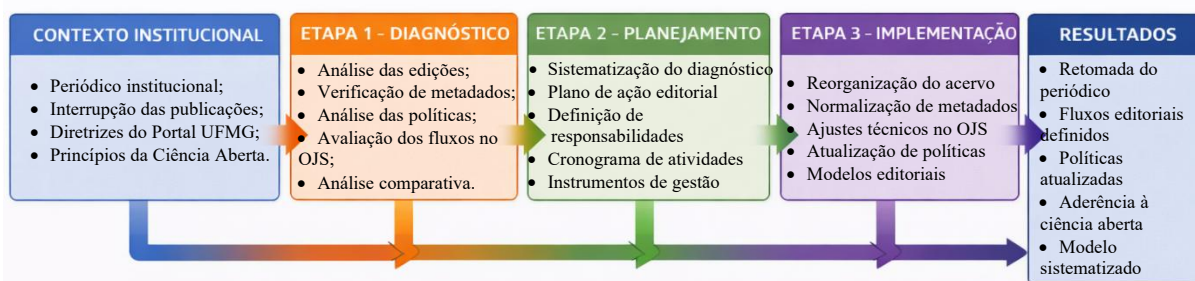 CONTEXTO INSTITUCIONAL
• Periódico institucional;
• Interrupção das publicações;
• Diretrizes do Portal UFMG;
• Princípios da Ciência Aberta.
ETAPA 1 - DIAGNÓSTICO
• Análise das edições;
• Verificação de metadados;
• Análise das políticas;
• Avaliação dos fluxos no
OJS;
• Análise comparativa.
ETAPA 2 - PLANEJAMENTO
• Sistematização do diagnóstico
• Plano de ação editorial
• Definição de
responsabilidades
• Cronograma de atividades
• Instrumentos de gestão
ETAPA 3 - IMPLEMENTAÇÃO
• Reorganização do acervo
• Normalização de metadados
• Ajustes técnicos no OJS
• Atualização de políticas
• Modelos editoriais
RESULTADOS
• Retomada do
periódico
• Fluxos editoriais
definidos
• Políticas
atualizadas
• Aderência à
ciência aberta
• Modelo
sistematizado